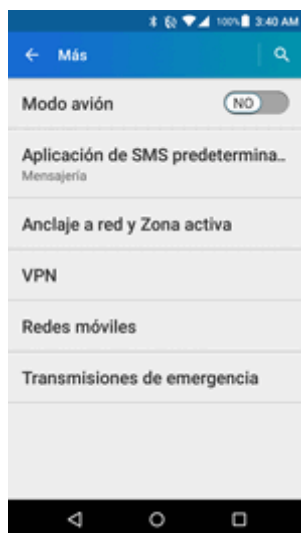 100% 3:40 AM
Más
Modo avión
NO
Aplicación de SMS predetermina..
Mensajería
Anclaje a red y Zona activa
VPN
Redes móviles
Transmisiones de emergencia